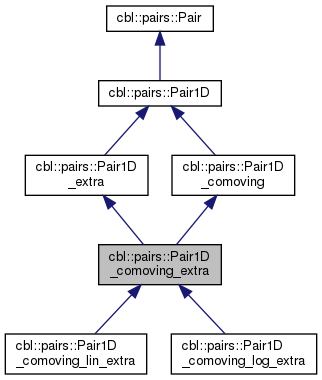 cbl::pairs::Pair
cbl::pairs::Pair1D
cbl::pairs::Pair1D
_extra
cbl::pairs::Pair1D
_comoving
cbl::pairs::Pair1D
_comoving_extra
cbl::pairs::Pair1D
_comoving_lin_extra
cbl::pairs::Pair1D
_comoving_log_extra